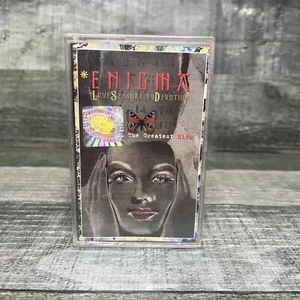 *ENIGMA
LOVE SENSUALITY DEVOTION
The Greatest Hits